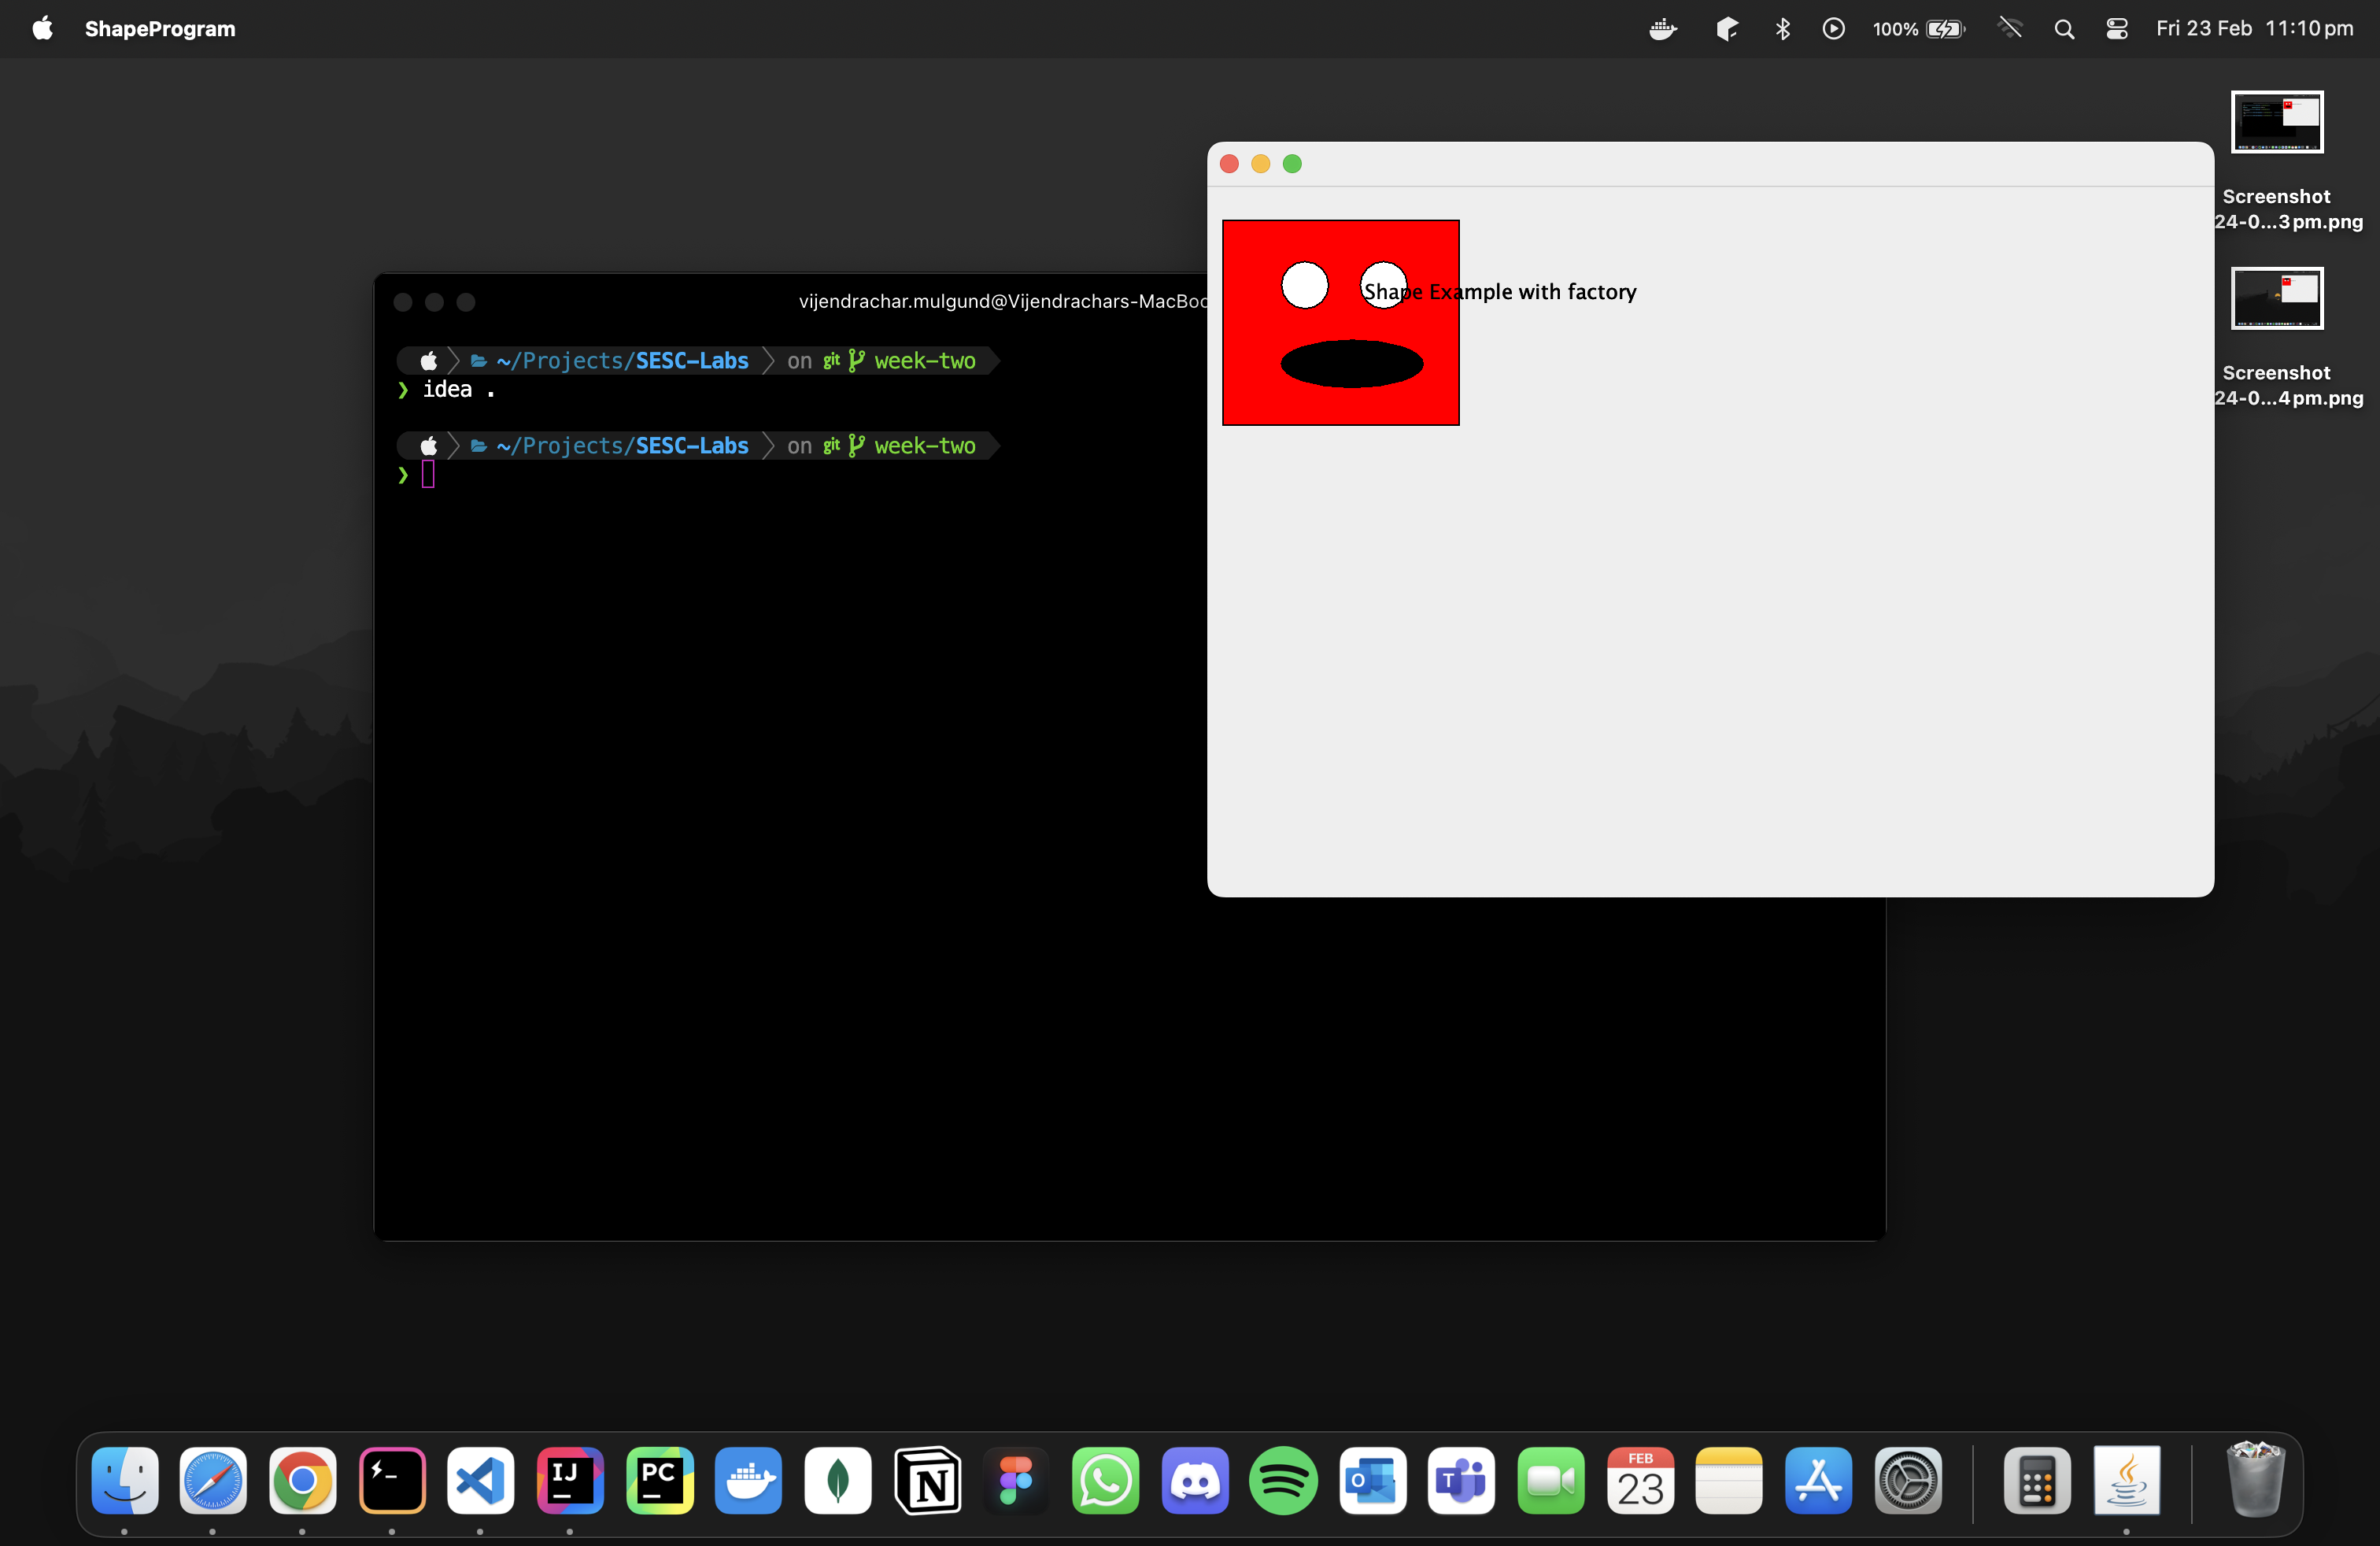 ShapeProgram
100%
Fri 23 Feb 11:10 pm
Screenshot
24-0...3 pm.png
Screenshot
24-0...4 pm.png
vijendrachar.mulgund@Vijendrachars-MacBoo
~/Projects/SESC-Labs on git week-two
❯ idea .
~/Projects/SESC-Labs on git week-two
❯
Shape Example with factory
IJ
PC
N
O
T
FEB
23